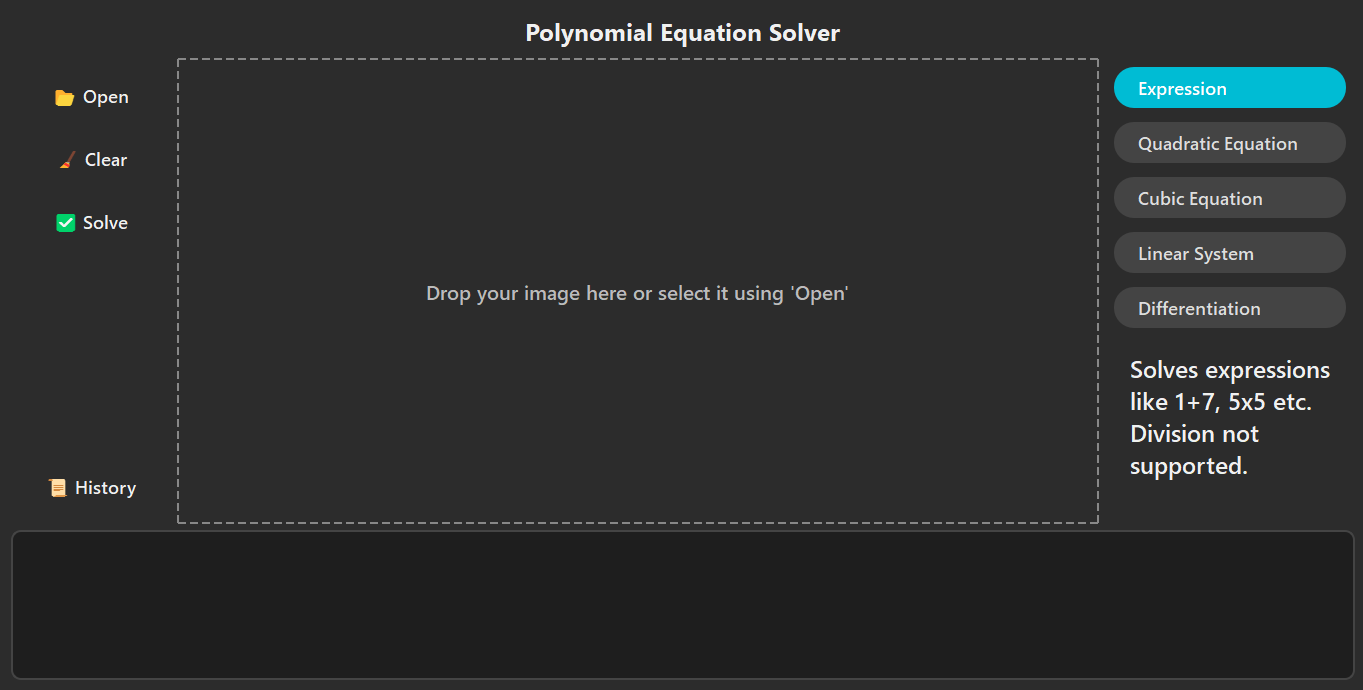 Polynomial Equation Solver
Open
Clear
Solve
History
Drop your image here or select it using 'Open'
Expression
Quadratic Equation
Cubic Equation
Linear System
Differentiation
Solves expressions
like 1+7, 5x5 etc.
Division not
supported.